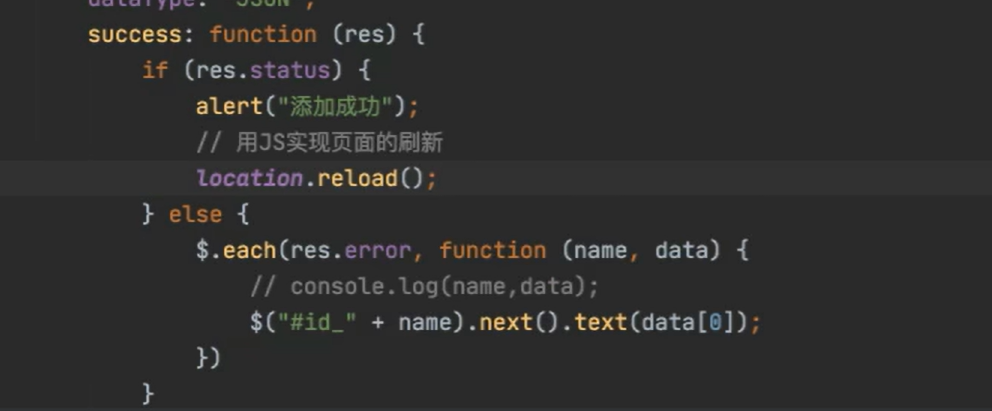 dataType: "JSON",
success: function (res) {
if (res.status) {
alert("添加成功");
// 用JS实现页面的刷新
location.reload();
} else {
$.each(res.error, function (name, data) {
// console.log(name,data);
$("#id_" + name).next().text(data[0]);
})
}